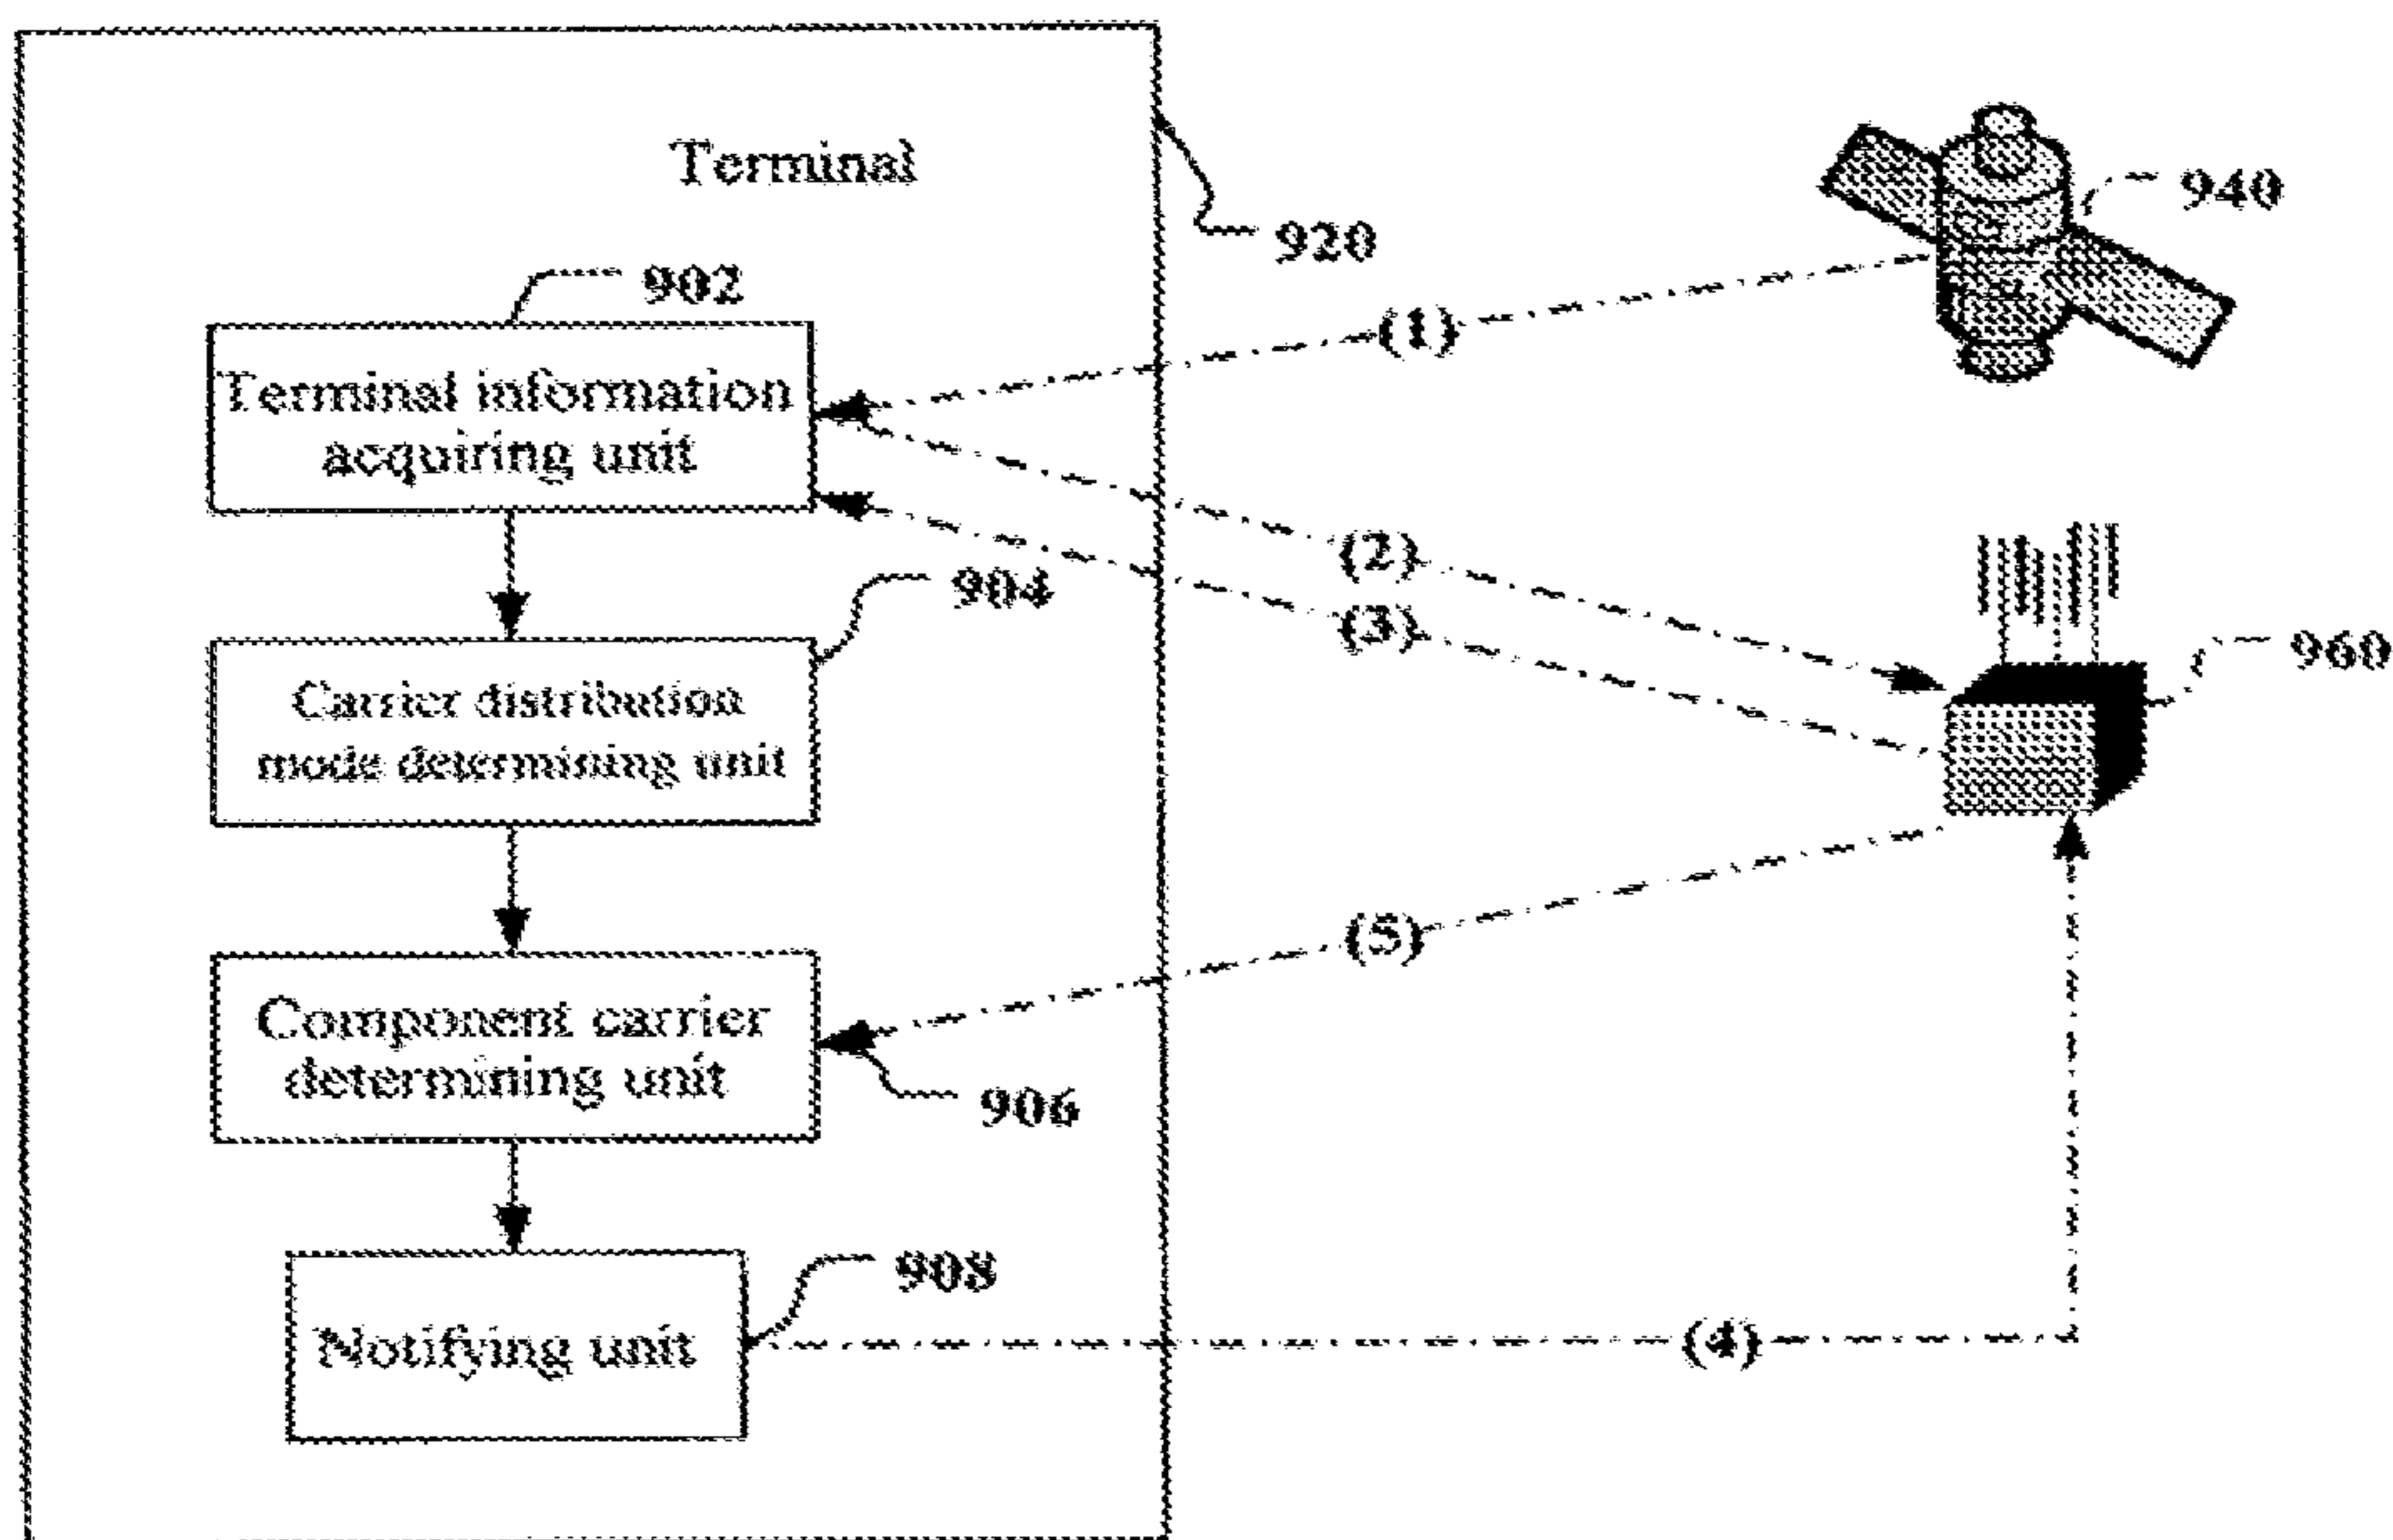 Terminal
920
940
902
(1)
Terminal information
acquiring unit
(2)
904
(3)
960
Carrier distribution
mode determining unit
(5)
Component carrier
determining unit
906
908
Notifying unit
(4)